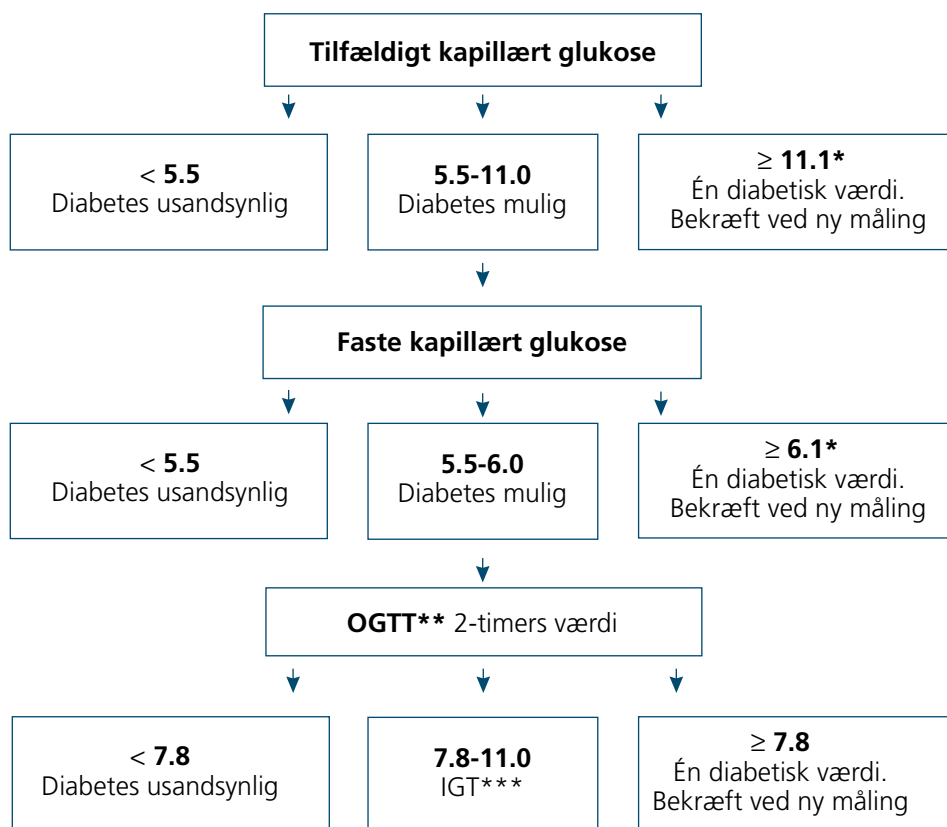 Tilfældigt kapillært glukose
< 5.5
Diabetes usandsynlig
5.5-11.0
Diabetes mulig
≥ 11.1*
Én diabetisk værdi.
Bekræft ved ny måling
Faste kapillært glukose
< 5.5
Diabetes usandsynlig
5.5-6.0
Diabetes mulig
≥ 6.1*
Én diabetisk værdi.
Bekræft ved ny måling
OGTT** 2-timers værdi
< 7.8
Diabetes usandsynlig
7.8-11.0
IGT***
≥ 7.8
Én diabetisk værdi.
Bekræft ved ny måling